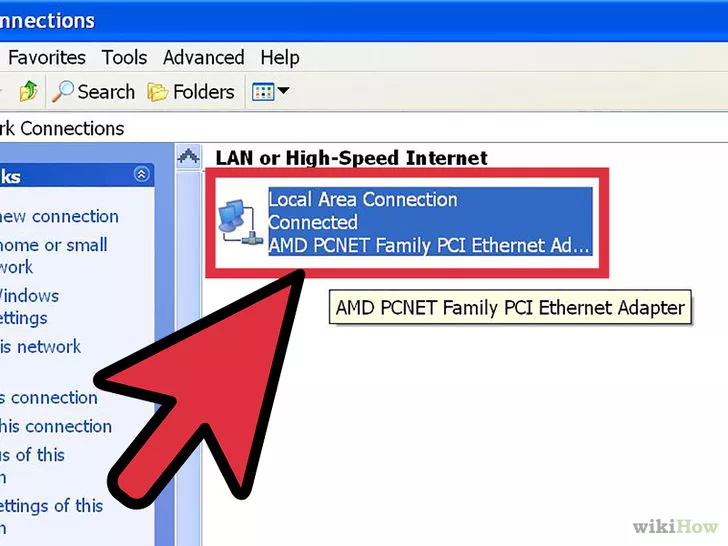 nnections
Favorites Tools Advanced Help
Search Folders
rk Connections
ks
new connection
home or small
work
Windows
ettings
is network
s connection
his connection
gs of this
n
ettings of this
n
LAN or High-Speed Internet
Local Area Connection
Connected
AMD PCNET Family PCI Ethernet Ad...
AMD PCNET Family PCI Ethernet Adapter
wikiHow